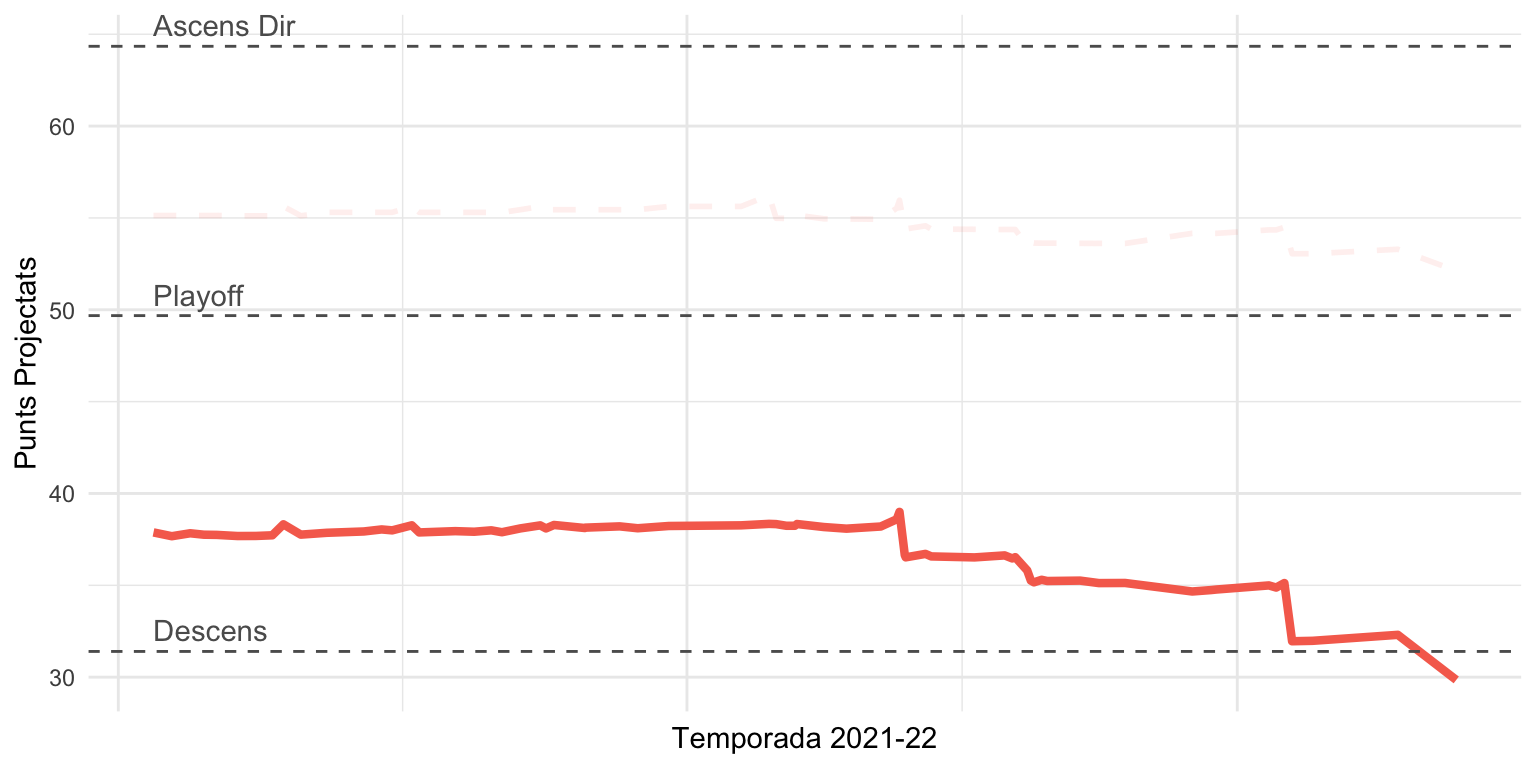 Ascens Dir
60
Playoff
50
40
Descens
30
Punts Projectats
Temporada 2021-22